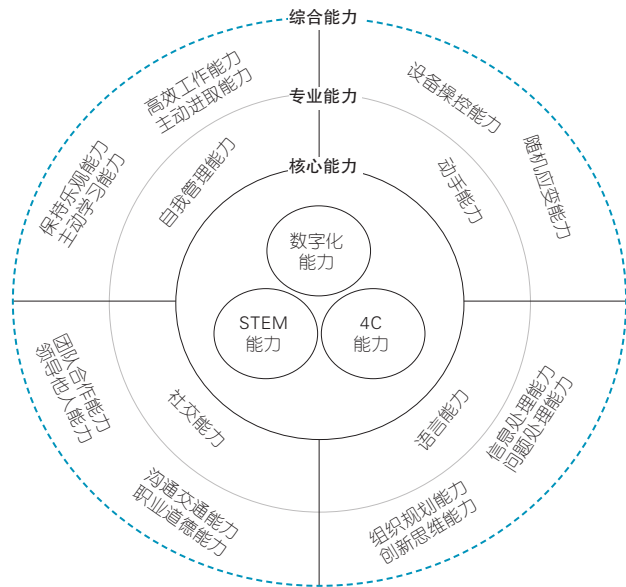 综合能力
专业能力
核心能力
数字化
能力
STEM
能力
4C
能力
自我管理能力
动手能力
社交能力
语言能力
高效工作能力
主动进取能力
保持乐观能力
主动学习能力
设备操控能力
随机应变能力
团队合作能力
领导他人能力
沟通交通能力
职业道德能力
信息处理能力
问题处理能力
组织规划能力
创新思维能力